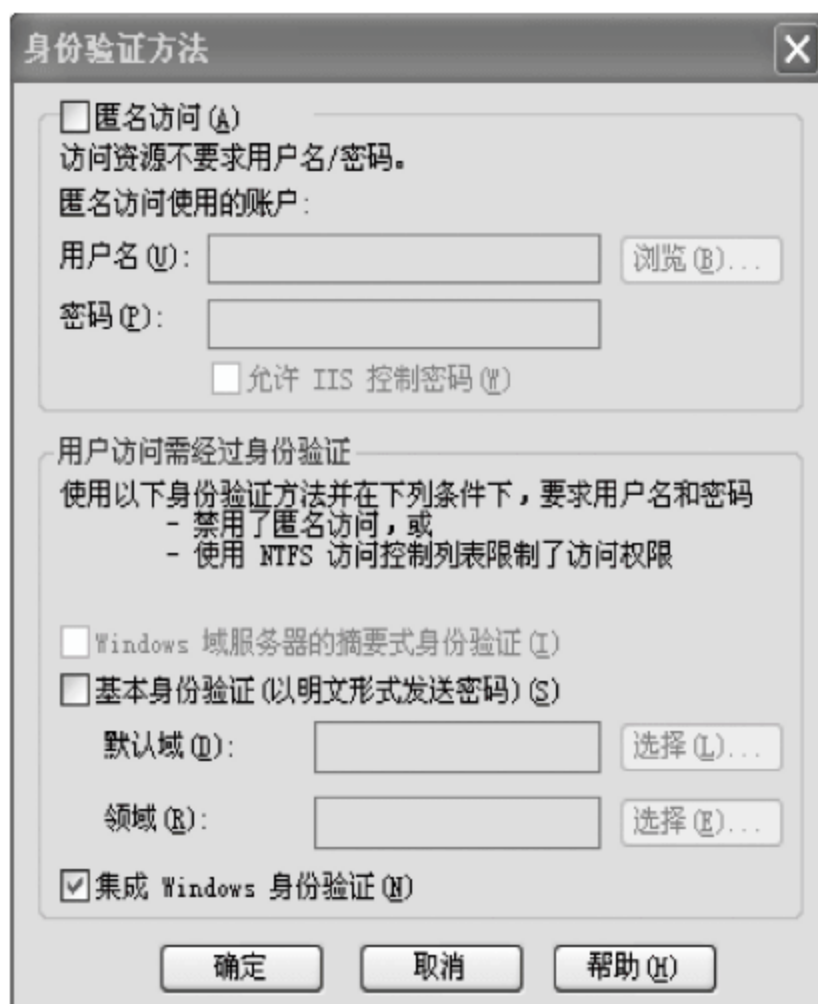 身份验证方法
匿名访问(A)
访问资源不要求用户名/密码。
匿名访问使用的账户:
用户名(U): 浏览(B)...
密码(P):
允许 IIS 控制密码(W)
用户访问需经过身份验证
使用以下身份验证方法并在下列条件下，要求用户名和密码
- 禁用了匿名访问，或
- 使用 NTFS 访问控制列表限制了访问权限
Windows 域服务器的摘要式身份验证(I)
基本身份验证(以明文形式发送密码)(S)
默认域(D): 选择(L)...
领域(R): 选择(E)...
集成 Windows 身份验证(N)
确定 取消 帮助(H)